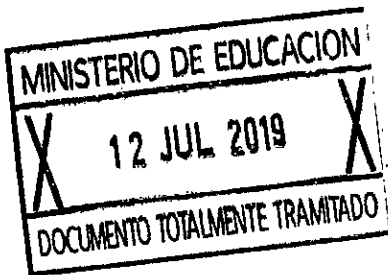 MINISTERIO DE EDUCACION
12 JUL 2019
DOCUMENTO TOTALMENTE TRAMITADO